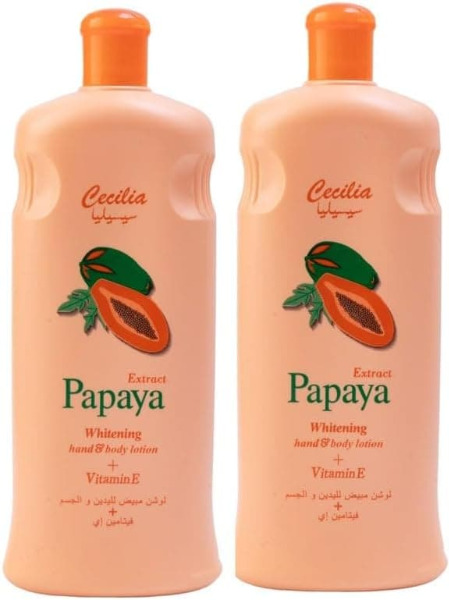 Cecilia
سيسيليا
Extract
Papaya
Whitening
hand & body lotion
+
Vitamin E
لوشن مبيض لليدين و الجسم
+
فيتامين إي
Cecilia
سيسيليا
Extract
Papaya
Whitening
hand & body lotion
+
Vitamin E
لوشن مبيض لليدين و الجسم
+
فيتامين إي